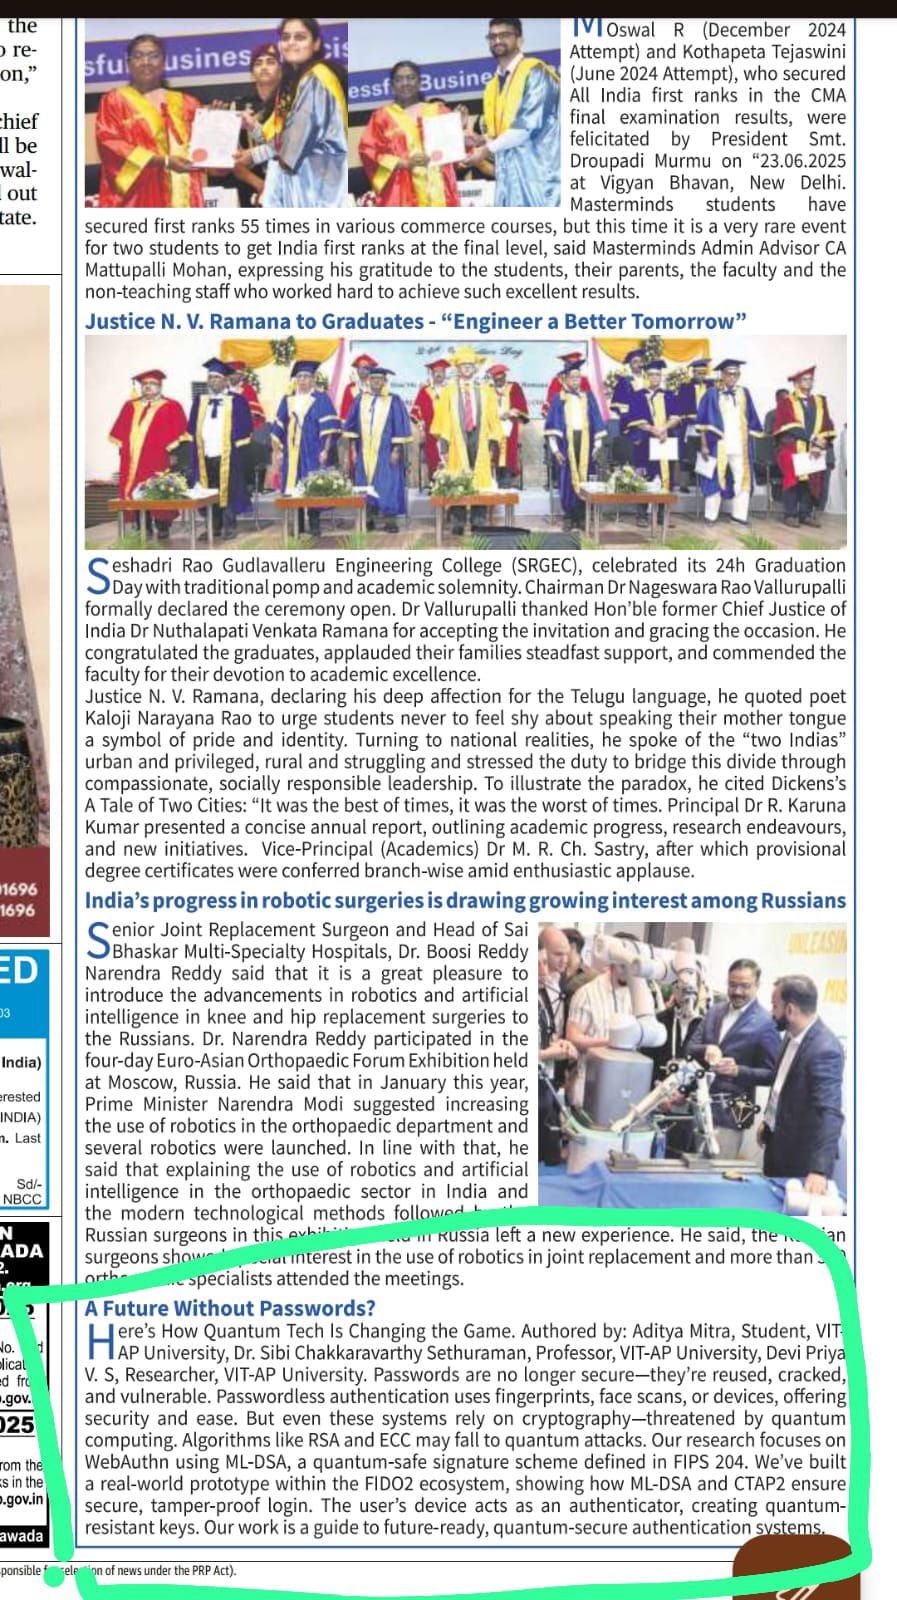 the
o re-
on,”
chief
ll be
wal-
l out
tate.
01696
1696
ED
03
India)
erested
INDIA)
n. Last
Sd/-
NBCC
N
ADA
2.
No.
.gov.
025
rom the
ks in the
o.gov.in
awada
sful Busines
essf Busine
Moswal R (December 2024
Attempt) and Kothapeta Tejaswini
(June 2024 Attempt), who secured
All India first ranks in the CMA
final examination results, were
felicitated by President Smt.
Droupadi Murmu on “23.06.2025
at Vigyan Bhavan, New Delhi.
Masterminds students have
secured first ranks 55 times in various commerce courses, but this time it is a very rare event
for two students to get India first ranks at the final level, said Masterminds Admin Advisor CA
Mattupalli Mohan, expressing his gratitude to the students, their parents, the faculty and the
non-teaching staff who worked hard to achieve such excellent results.
Justice N. V. Ramana to Graduates - “Engineer a Better Tomorrow”
Seshadri Rao Gudlavalleru Engineering College (SRGEC), celebrated its 24h Graduation
Day with traditional pomp and academic solemnity. Chairman Dr Nageswara Rao Vallurupalli
formally declared the ceremony open. Dr Vallurupalli thanked Hon’ble former Chief Justice of
India Dr Nuthalapati Venkata Ramana for accepting the invitation and gracing the occasion. He
congratulated the graduates, applauded their families steadfast support, and commended the
faculty for their devotion to academic excellence.
Justice N. V. Ramana, declaring his deep affection for the Telugu language, he quoted poet
Kaloji Narayana Rao to urge students never to feel shy about speaking their mother tongue
a symbol of pride and identity. Turning to national realities, he spoke of the “two Indias”
urban and privileged, rural and struggling and stressed the duty to bridge this divide through
compassionate, socially responsible leadership. To illustrate the paradox, he cited Dickens’s
A Tale of Two Cities: “It was the best of times, it was the worst of times. Principal Dr R. Karuna
Kumar presented a concise annual report, outlining academic progress, research endeavours,
and new initiatives. Vice-Principal (Academics) Dr M. R. Ch. Sastry, after which provisional
degree certificates were conferred branch-wise amid enthusiastic applause.
India’s progress in robotic surgeries is drawing growing interest among Russians
UNLEASIN
MIS
Senior Joint Replacement Surgeon and Head of Sai
Bhaskar Multi-Specialty Hospitals, Dr. Boosi Reddy
Narendra Reddy said that it is a great pleasure to
introduce the advancements in robotics and artificial
intelligence in knee and hip replacement surgeries to
the Russians. Dr. Narendra Reddy participated in the
four-day Euro-Asian Orthopaedic Forum Exhibition held
at Moscow, Russia. He said that in January this year,
Prime Minister Narendra Modi suggested increasing
the use of robotics in the orthopaedic department and
several robotics were launched. In line with that, he
said that explaining the use of robotics and artificial
intelligence in the orthopaedic sector in India and
the modern technological methods followed
Russian surgeons in this in Russia left a new experience. He said, the
surgeons interest in the use of robotics in joint replacement and more than
specialists attended the meetings.
A Future Without Passwords?
Here’s How Quantum Tech Is Changing the Game. Authored by: Aditya Mitra, Student, VIT-
AP University, Dr. Sibi Chakkaravarthy Sethuraman, Professor, VIT-AP University, Devi Priya
V. S, Researcher, VIT-AP University. Passwords are no longer secure—they’re reused, cracked,
and vulnerable. Passwordless authentication uses fingerprints, face scans, or devices, offering
security and ease. But even these systems rely on cryptography—threatened by quantum
computing. Algorithms like RSA and ECC may fall to quantum attacks. Our research focuses on
WebAuthn using ML-DSA, a quantum-safe signature scheme defined in FIPS 204. We’ve built
a real-world prototype within the FIDO2 ecosystem, showing how ML-DSA and CTAP2 ensure
secure, tamper-proof login. The user’s device acts as an authenticator, creating quantum-
resistant keys. Our work is a guide to future-ready, quantum-secure authentication systems.
ponsible selection of news under the PRP Act).